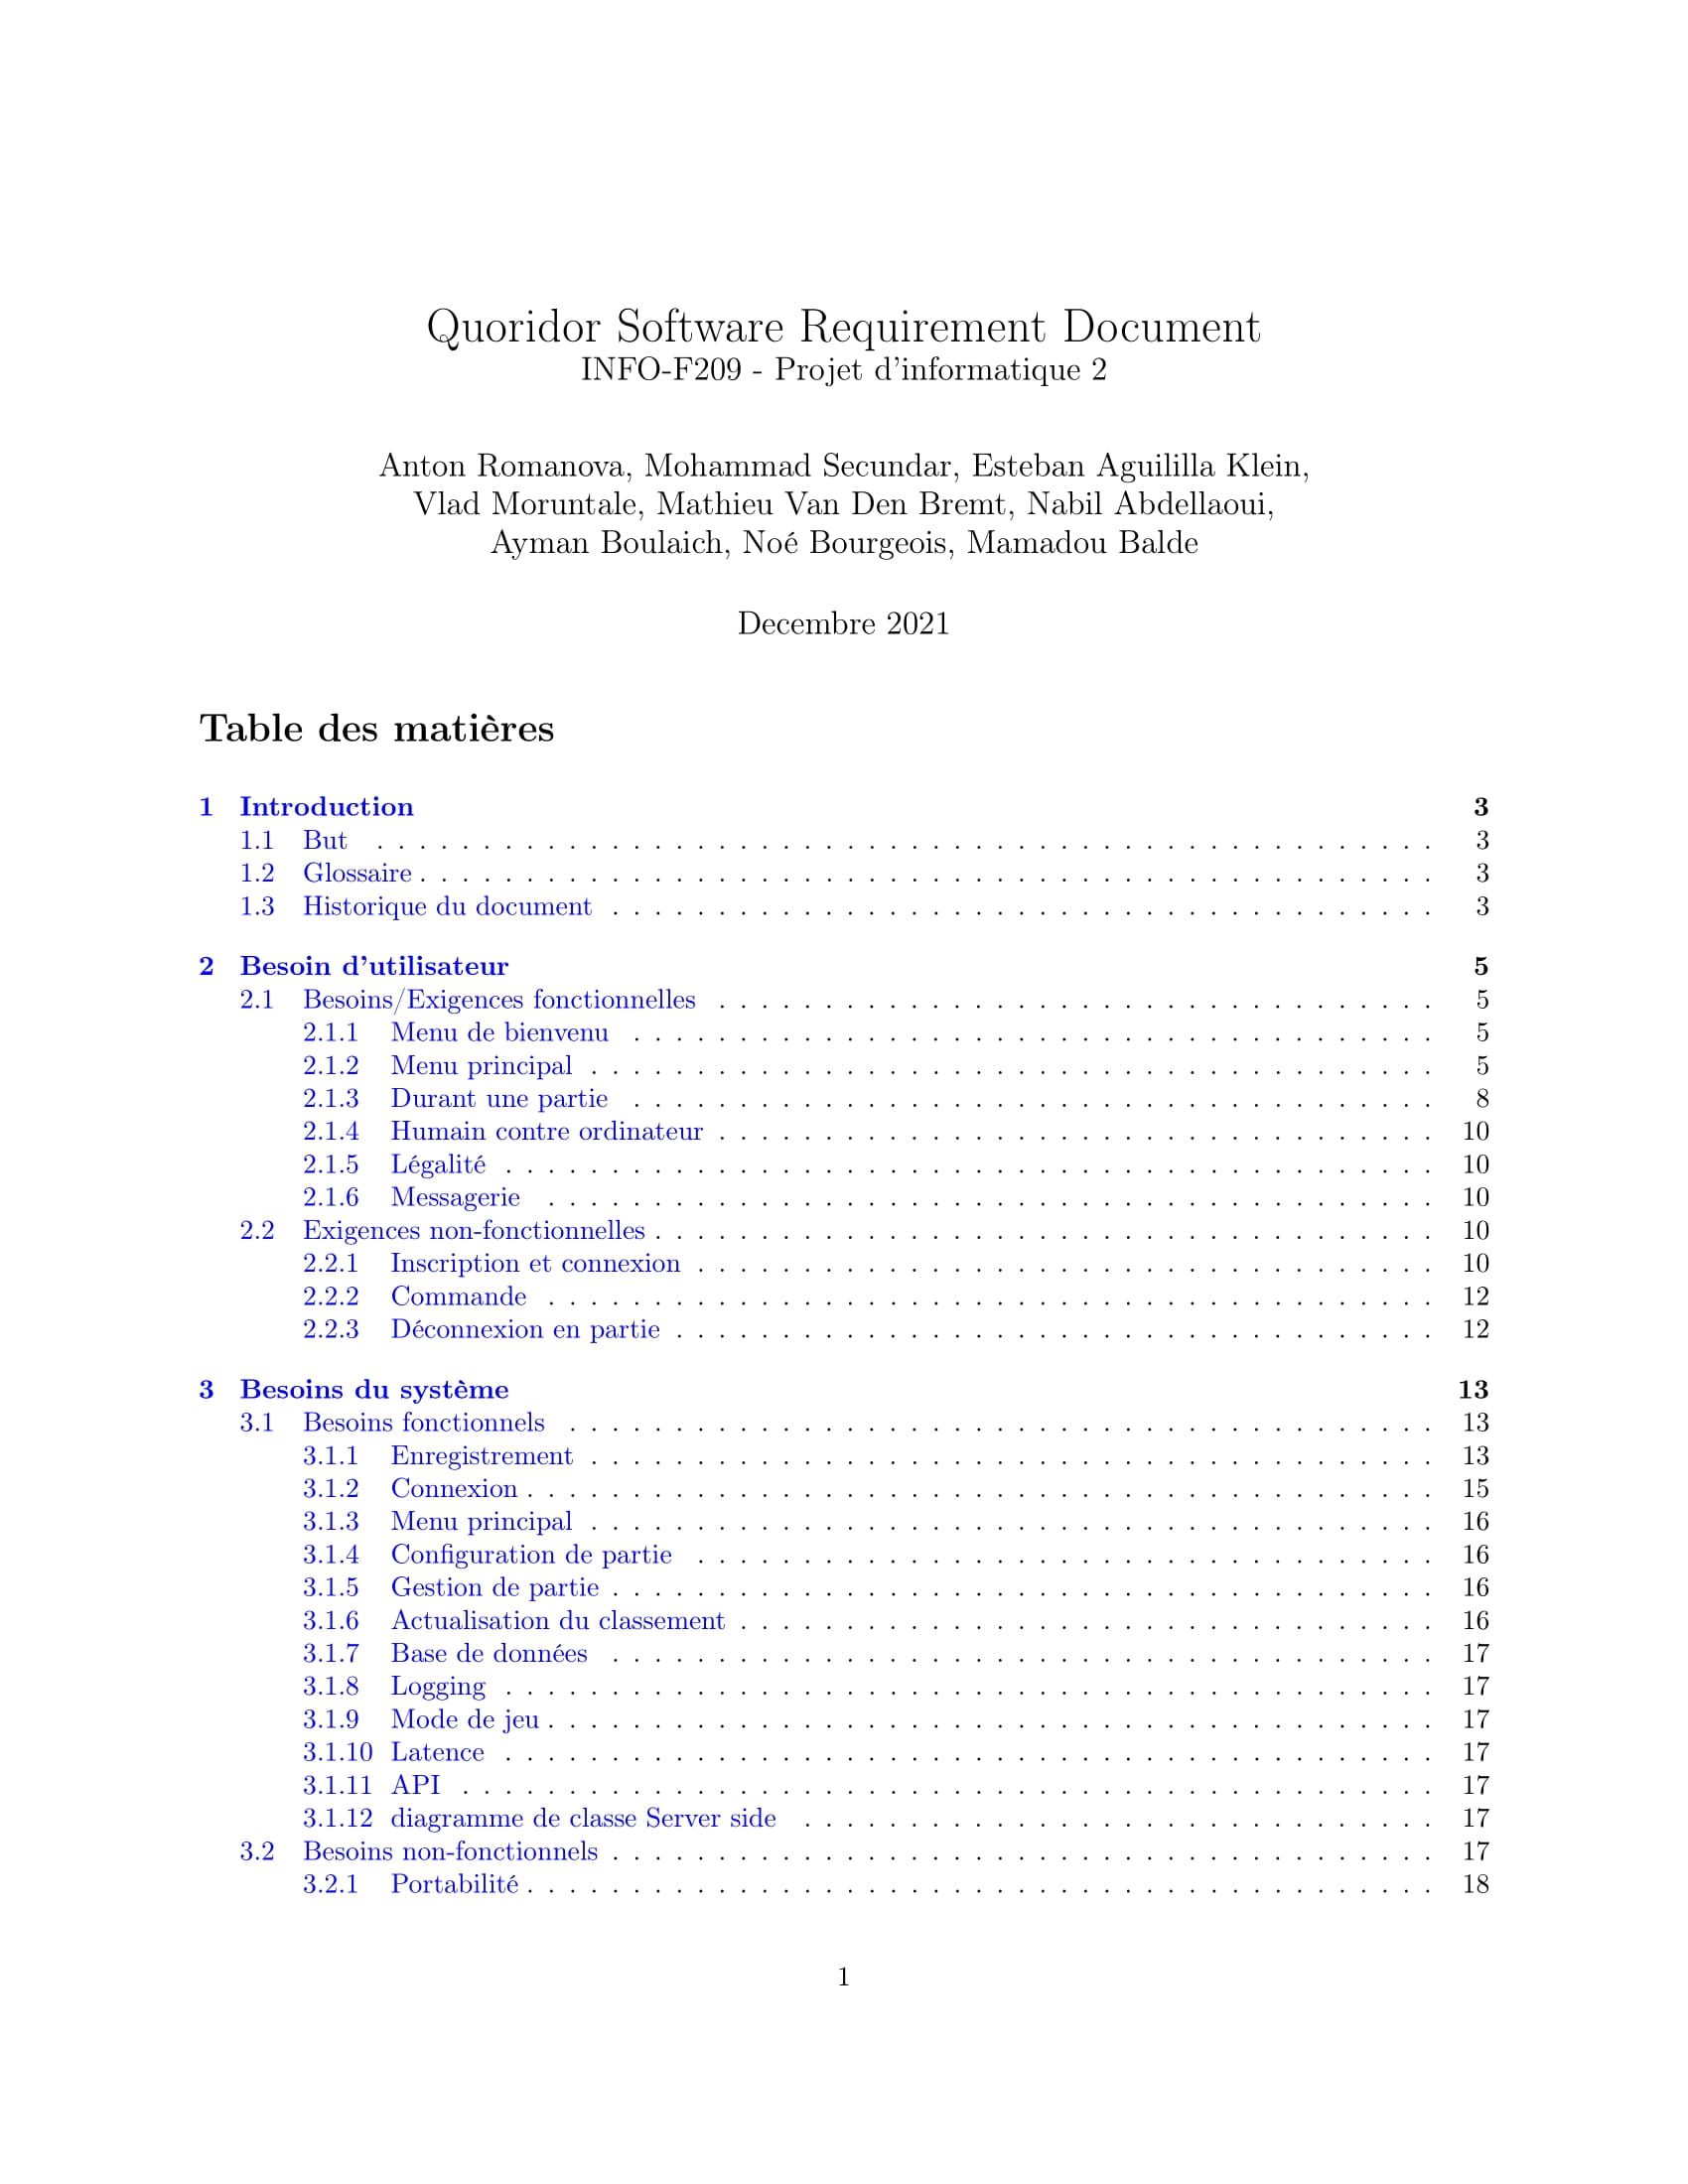 Quoridor Software Requirement Document
INFO-F209 - Projet d'informatique 2
Anton Romanova, Mohammad Secundar, Esteban Aguililla Klein,
Vlad Moruntale, Mathieu Van Den Bremt, Nabil Abdellaoui,
Ayman Boulaich, Noé Bourgeois, Mamadou Balde
Decembre 2021
Table des matières
1 Introduction 3
1.1 But . . . . . . . . . . . . . . . . . . . . 3
1.2 Glossaire . . . . . . . . . . . . . . . . . . . . 3
1.3 Historique du document . . . . . . . . . . . . . . . . . . . . 3
2 Besoin d'utilisateur 5
2.1 Besoins/Exigences fonctionnelles . . . . . . . . . . . . . . . . . . . . 5
2.1.1 Menu de bienvenu . . . . . . . . . . . . . . . . . . . . 5
2.1.2 Menu principal . . . . . . . . . . . . . . . . . . . . 5
2.1.3 Durant une partie . . . . . . . . . . . . . . . . . . . . 8
2.1.4 Humain contre ordinateur . . . . . . . . . . . . . . . . . . . . 10
2.1.5 Légalité . . . . . . . . . . . . . . . . . . . . 10
2.1.6 Messagerie . . . . . . . . . . . . . . . . . . . . 10
2.2 Exigences non-fonctionnelles . . . . . . . . . . . . . . . . . . . . 10
2.2.1 Inscription et connexion . . . . . . . . . . . . . . . . . . . . 10
2.2.2 Commande . . . . . . . . . . . . . . . . . . . . 12
2.2.3 Déconnexion en partie . . . . . . . . . . . . . . . . . . . . 12
3 Besoins du système 13
3.1 Besoins fonctionnels . . . . . . . . . . . . . . . . . . . . 13
3.1.1 Enregistrement . . . . . . . . . . . . . . . . . . . . 13
3.1.2 Connexion . . . . . . . . . . . . . . . . . . . . 15
3.1.3 Menu principal . . . . . . . . . . . . . . . . . . . . 16
3.1.4 Configuration de partie . . . . . . . . . . . . . . . . . . . . 16
3.1.5 Gestion de partie . . . . . . . . . . . . . . . . . . . . 16
3.1.6 Actualisation du classement . . . . . . . . . . . . . . . . . . . . 16
3.1.7 Base de données . . . . . . . . . . . . . . . . . . . . 17
3.1.8 Logging . . . . . . . . . . . . . . . . . . . . 17
3.1.9 Mode de jeu . . . . . . . . . . . . . . . . . . . . 17
3.1.10 Latence . . . . . . . . . . . . . . . . . . . . 17
3.1.11 API . . . . . . . . . . . . . . . . . . . . 17
3.1.12 diagramme de classe Server side . . . . . . . . . . . . . . . . . . . . 17
3.2 Besoins non-fonctionnels . . . . . . . . . . . . . . . . . . . . 17
3.2.1 Portabilité . . . . . . . . . . . . . . . . . . . . 18
1